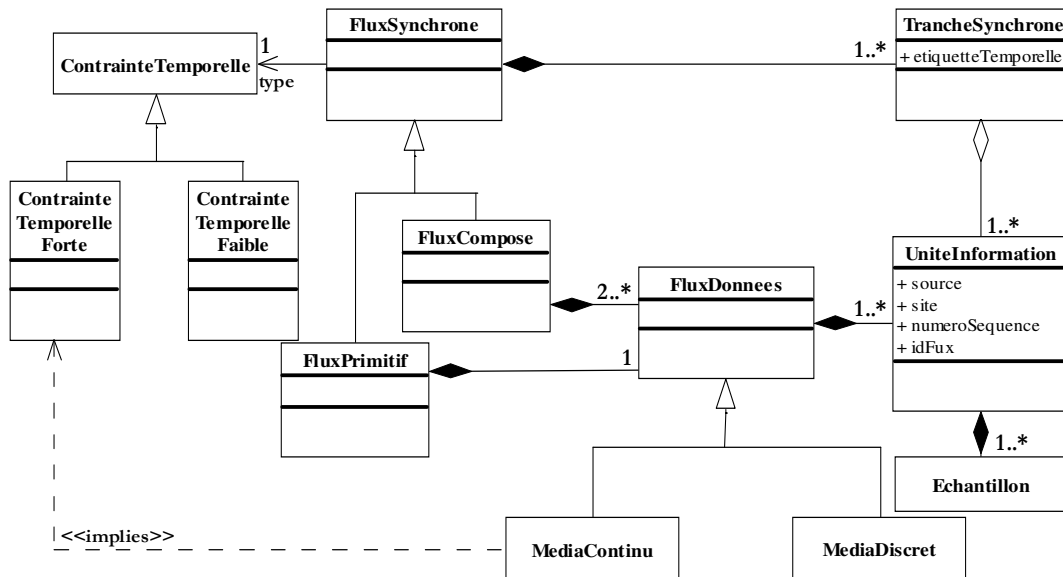 FluxSynchrone
TrancheSynchrone
+ etiquetteTemporelle
1
type
1..*
ContrainteTemporelle
Contrainte
Temporelle
Forte
Contrainte
Temporelle
Faible
FluxCompose
2..*
FluxDonnees
1..*
1..*
UniteInformation
+ source
+ site
+ numeroSequence
+ idFux
FluxPrimitif
1
1..*
Echantillon
<<implies>>
MediaContinu
MediaDiscret